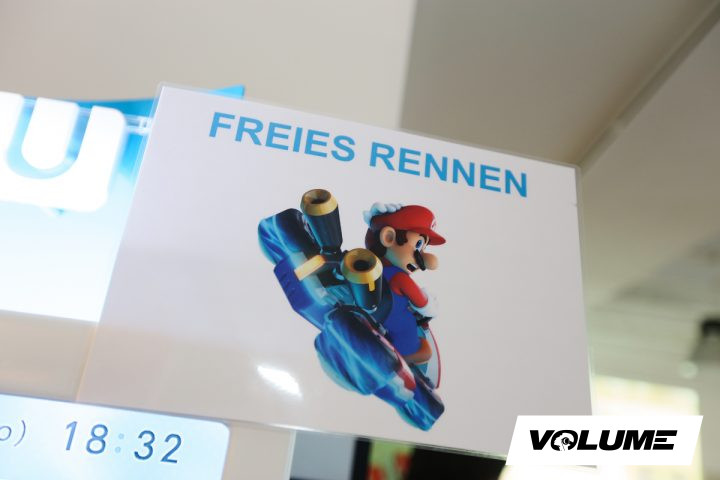 U
FREIES RENNEN
o) 18:32
VOLUME